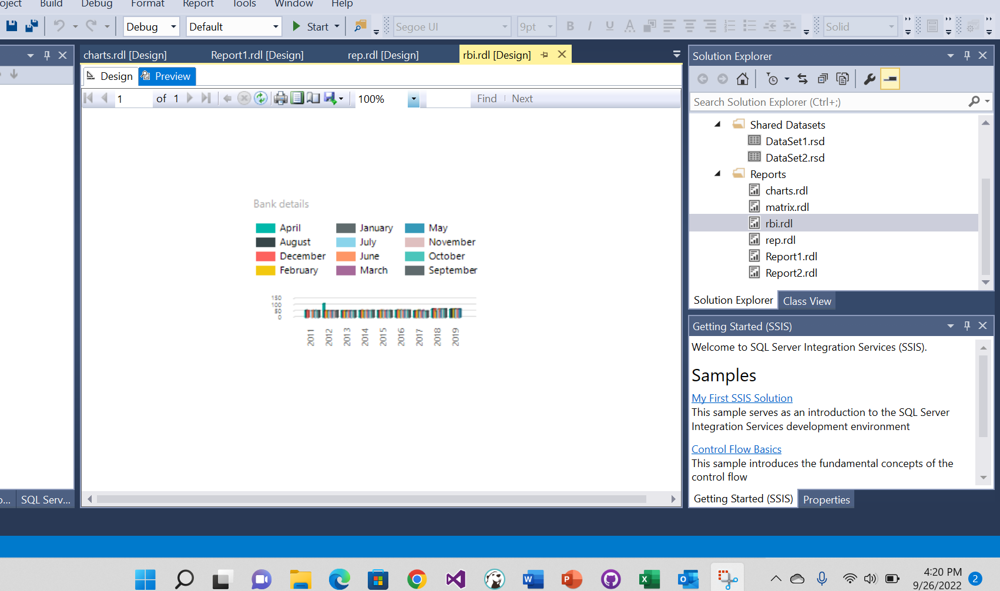 oject Build Debug Format Report Tools Window Help
Debug Default Start Segoe UI 9pt B I U A Solid
charts.rdl [Design] Report1.rdl [Design] rep.rdl [Design] rbi.rdl [Design]
Design Preview
1 of 1 100% Find Next
Bank details
April January May
August July November
December June October
February March September
150
100
50
0
2011 2012 2013 2014 2015 2016 2017 2018 2019
SQL Serv...
Solution Explorer
Search Solution Explorer (Ctrl+;)
Shared Datasets
DataSet1.rsd
DataSet2.rsd
Reports
charts.rdl
matrix.rdl
rbi.rdl
rep.rdl
Report1.rdl
Report2.rdl
Solution Explorer Class View
Getting Started (SSIS)
Welcome to SQL Server Integration Services (SSIS).
Samples
My First SSIS Solution
This sample serves as an introduction to the SQL Server
Integration Services development environment
Control Flow Basics
This sample introduces the fundamental concepts of the
control flow
Getting Started (SSIS) Properties
4:20 PM
9/26/2022
2